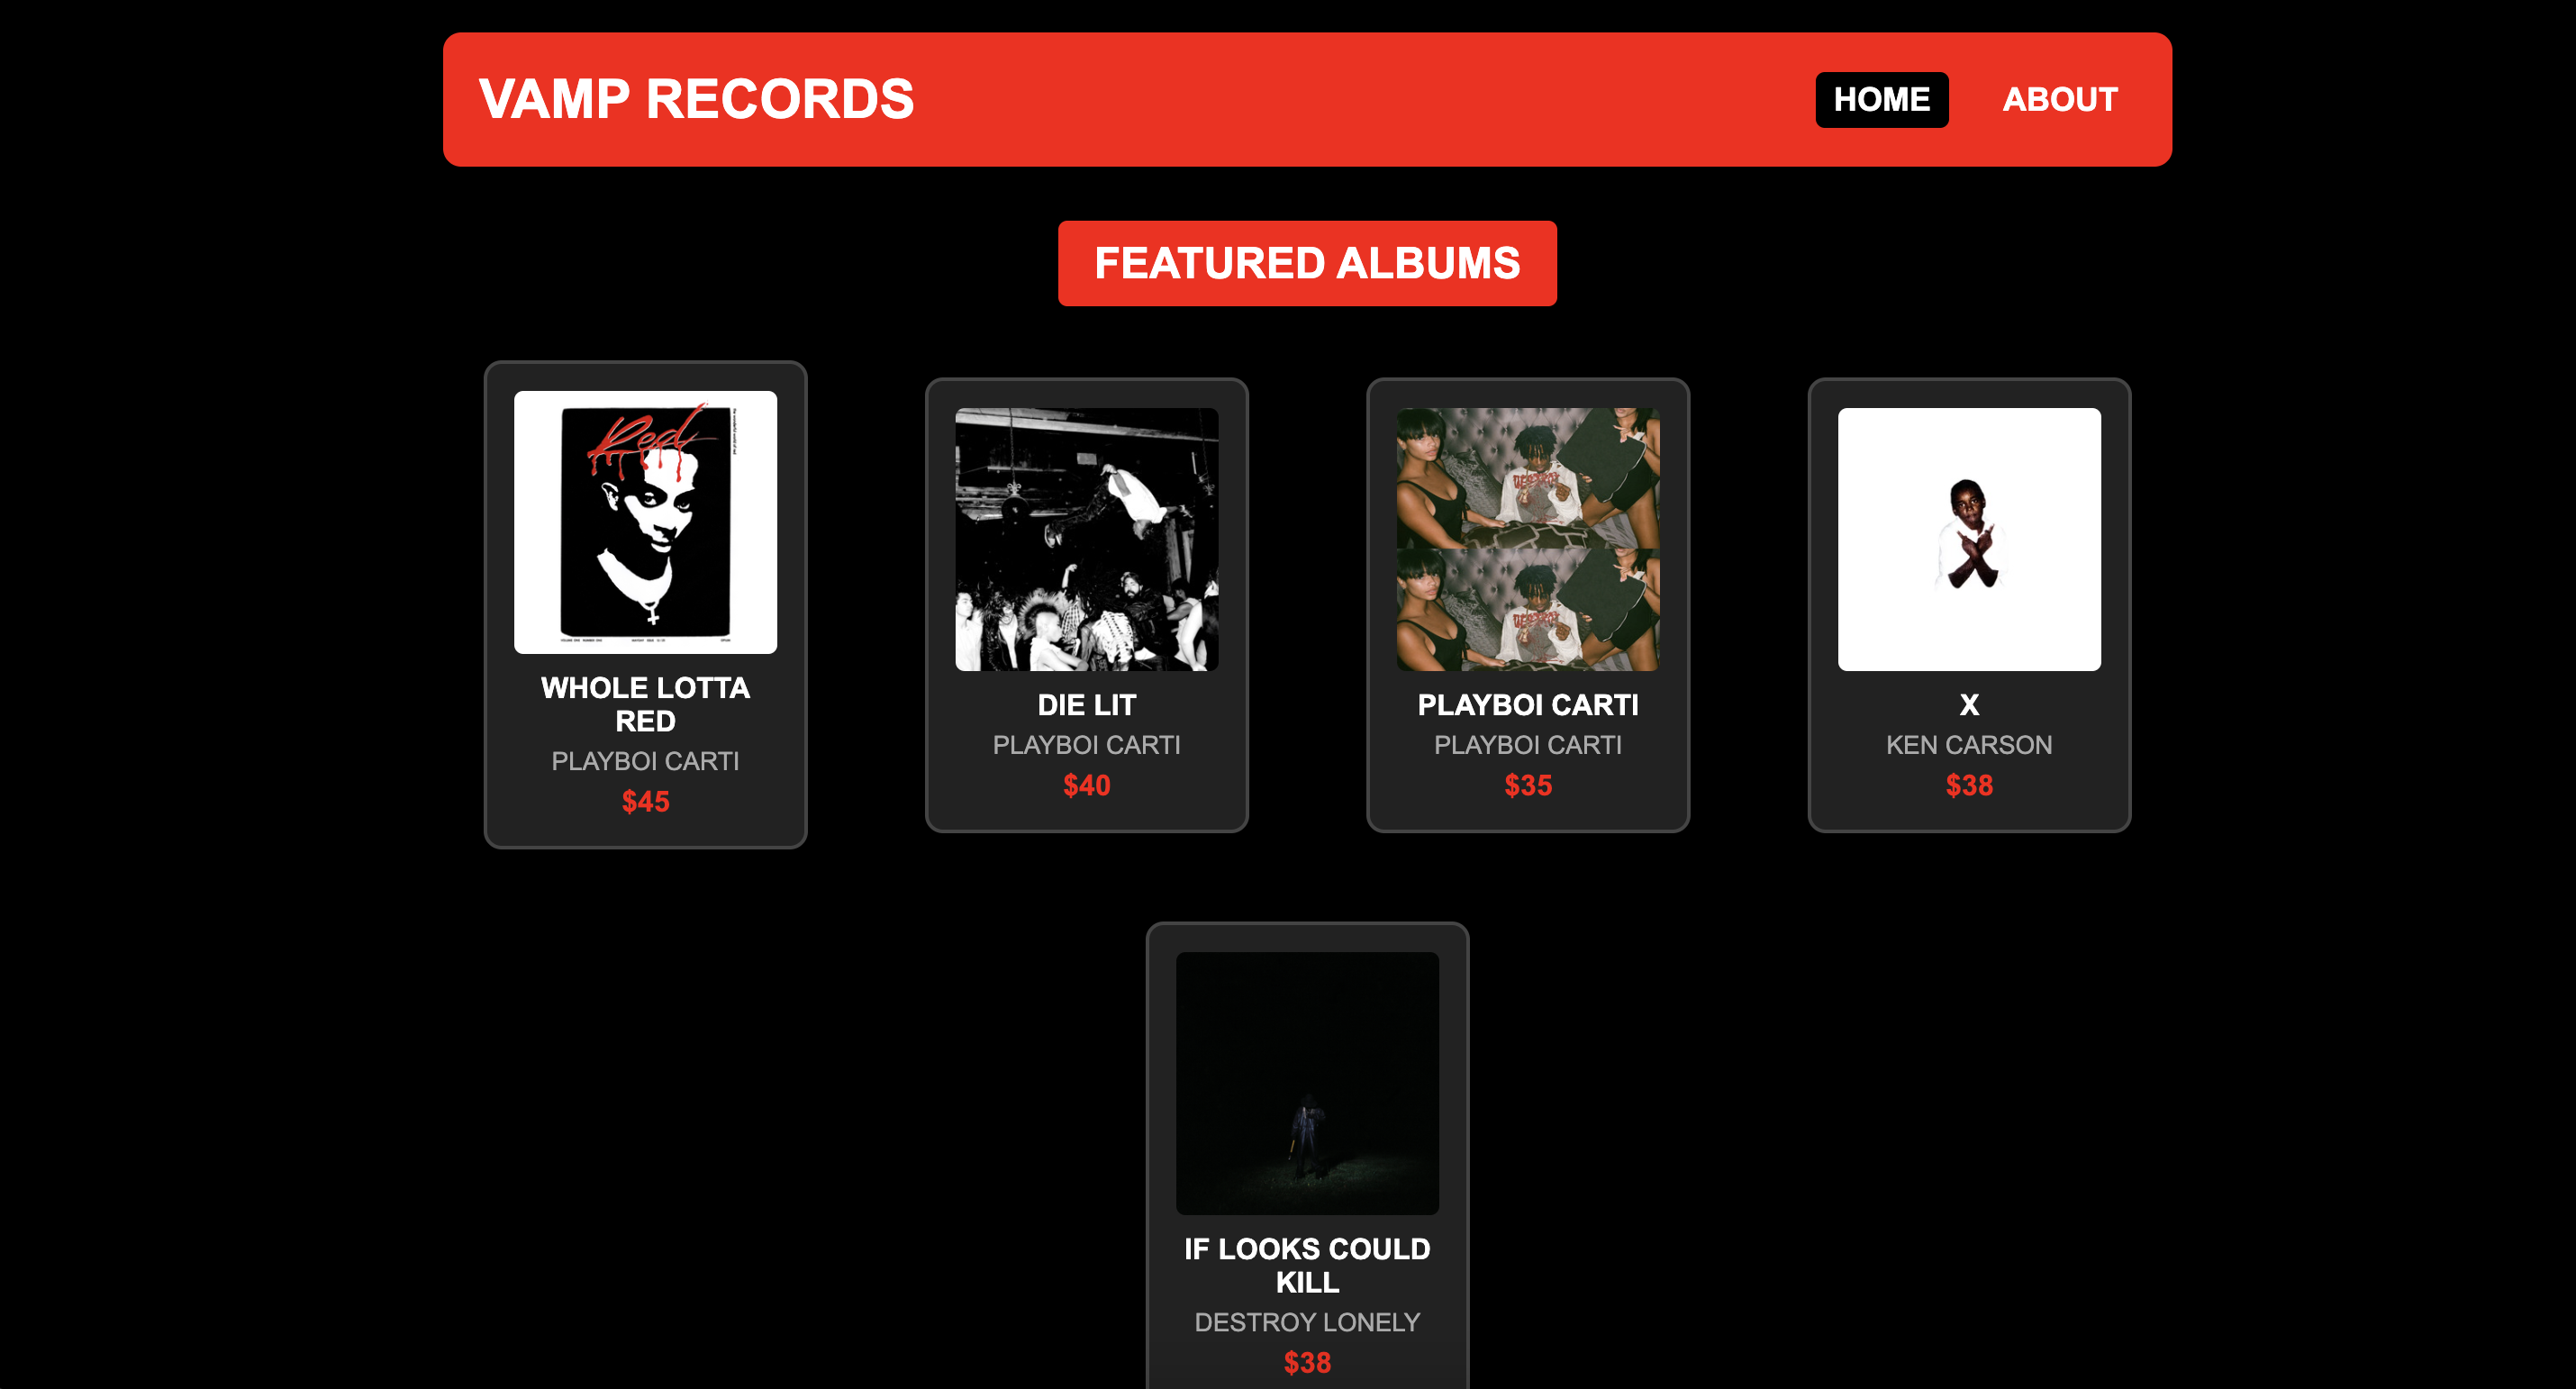 VAMP RECORDS
HOME
ABOUT
FEATURED ALBUMS
Red
WHOLE LOTTA
RED
PLAYBOI CARTI
$45
DIE LIT
PLAYBOI CARTI
$40
PLAYBOI CARTI
PLAYBOI CARTI
$35
X
KEN CARSON
$38
IF LOOKS COULD
KILL
DESTROY LONELY
$38